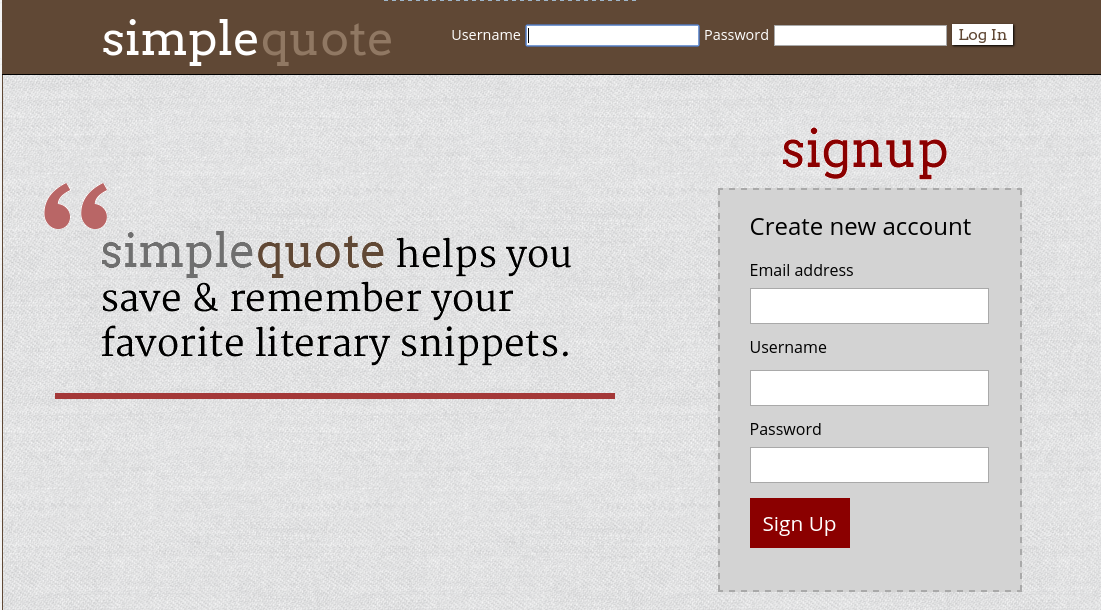 simplequote
Username
Password
Log In
“
simplequote helps you
save & remember your
favorite literary snippets.
signup
Create new account
Email address
Username
Password
Sign Up